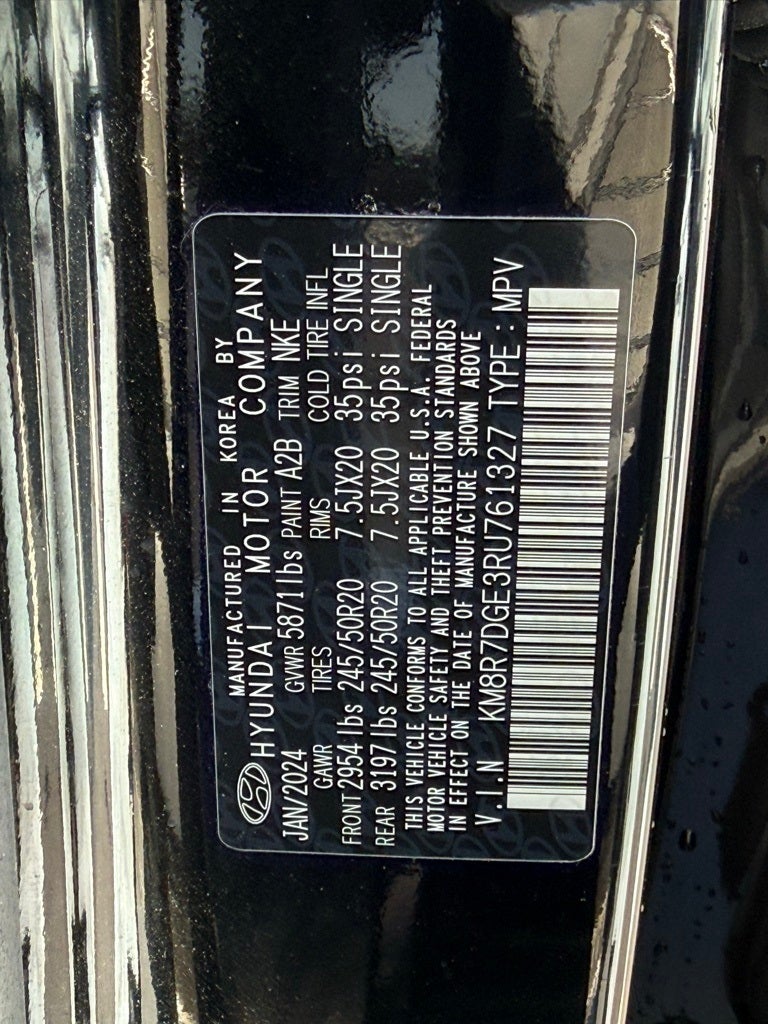 MANUFACTURED IN KOREA BY
HYUNDAI MOTOR COMPANY
JAN/2024 GVWR 5871lbs PAINT A2B TRIM NKE
GAWR TIRES RIMS COLD TIRE INFL
FRONT 2954 lbs 245/50R20 7.5JX20 35psi SINGLE
REAR 3197 lbs 245/50R20 7.5JX20 35psi SINGLE
THIS VEHICLE CONFORMS TO ALL APPLICABLE U.S.A. FEDERAL
MOTOR VEHICLE SAFETY AND THEFT PREVENTION STANDARDS
IN EFFECT ON THE DATE OF MANUFACTURE SHOWN ABOVE
V.I.N KM8R7DGE3RU761327 TYPE : MPV